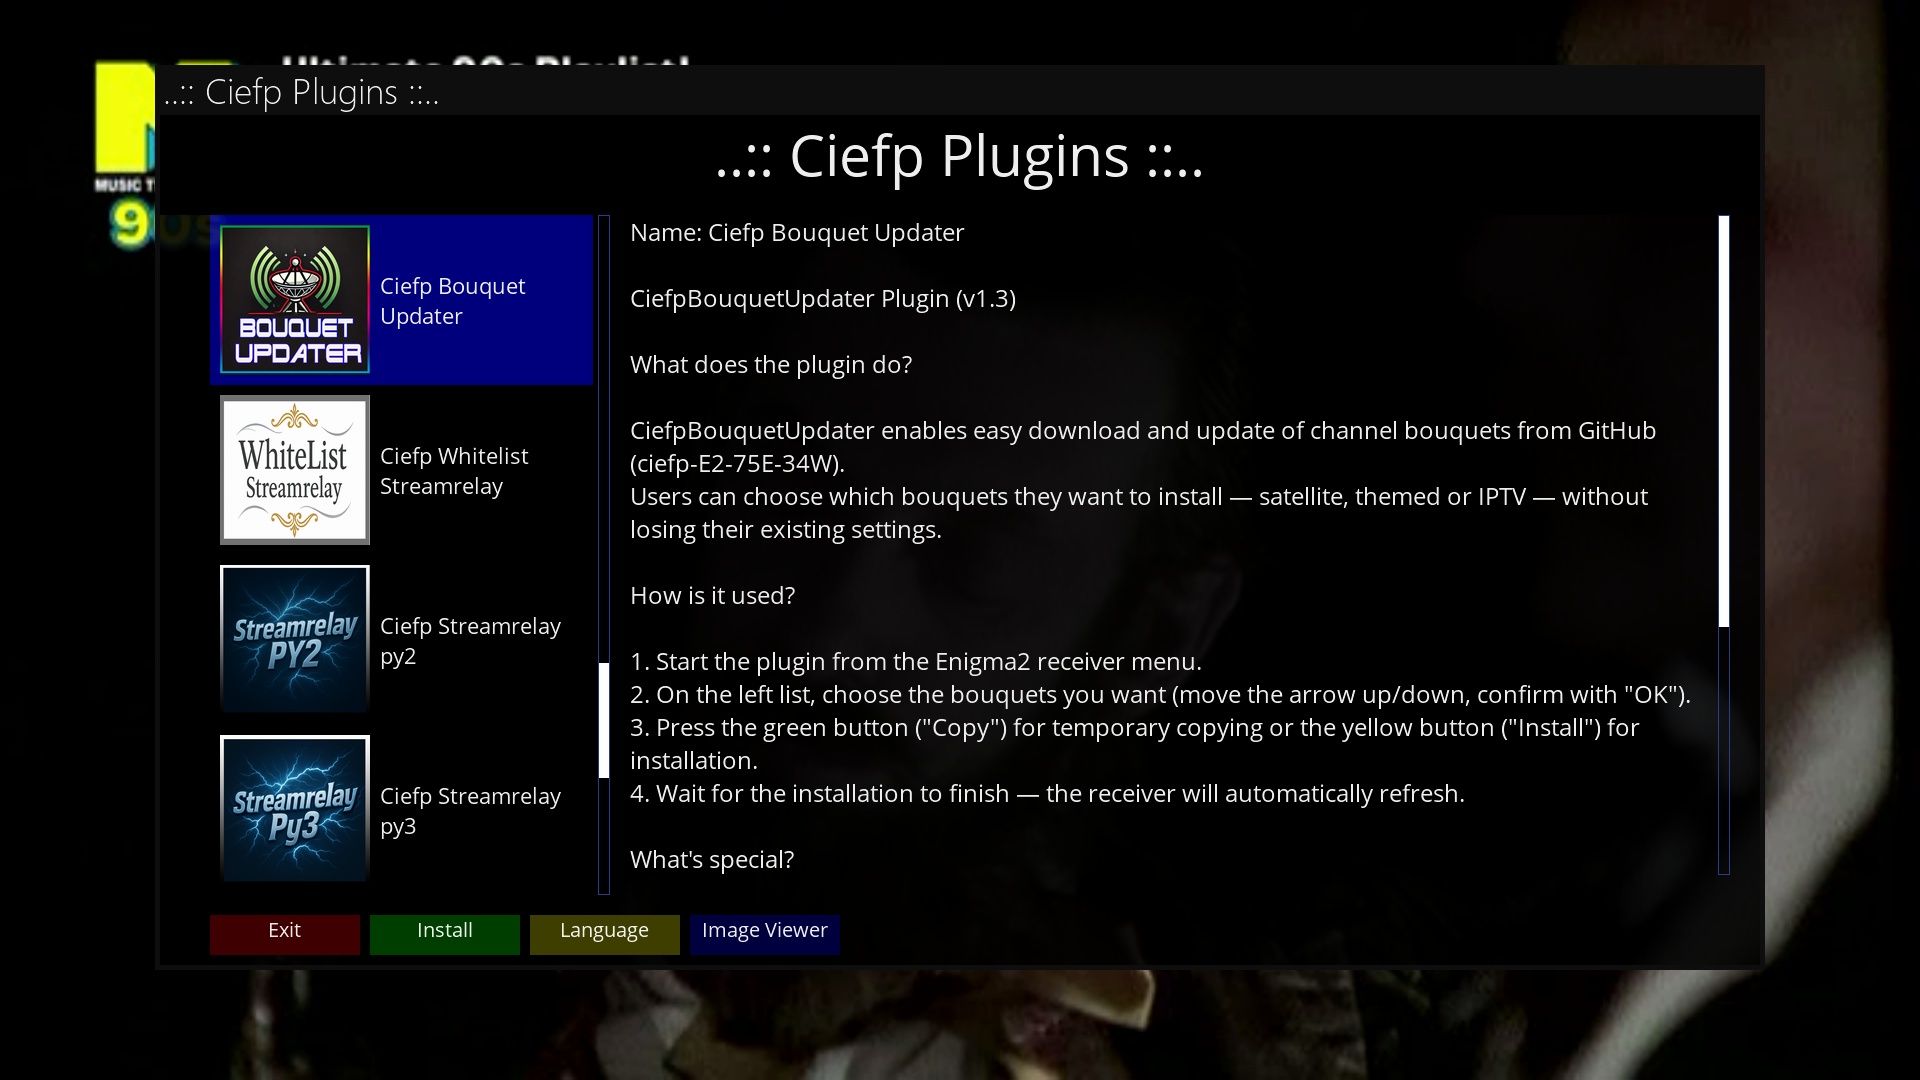 Ultimate 90s Playlist!
MUSIC T
90s
..:: Ciefp Plugins ::..
..:: Ciefp Plugins ::..
BOUQUET
UPDATER
Ciefp Bouquet
Updater
WhiteList
Streamrelay
Ciefp Whitelist
Streamrelay
Streamrelay
PY2
Ciefp Streamrelay
py2
Streamrelay
Py3
Ciefp Streamrelay
py3
Name: Ciefp Bouquet Updater
CiefpBouquetUpdater Plugin (v1.3)
What does the plugin do?
CiefpBouquetUpdater enables easy download and update of channel bouquets from GitHub
(ciefp-E2-75E-34W).
Users can choose which bouquets they want to install — satellite, themed or IPTV — without
losing their existing settings.
How is it used?
1. Start the plugin from the Enigma2 receiver menu.
2. On the left list, choose the bouquets you want (move the arrow up/down, confirm with "OK").
3. Press the green button ("Copy") for temporary copying or the yellow button ("Install") for
installation.
4. Wait for the installation to finish — the receiver will automatically refresh.
What's special?
Exit
Install
Language
Image Viewer